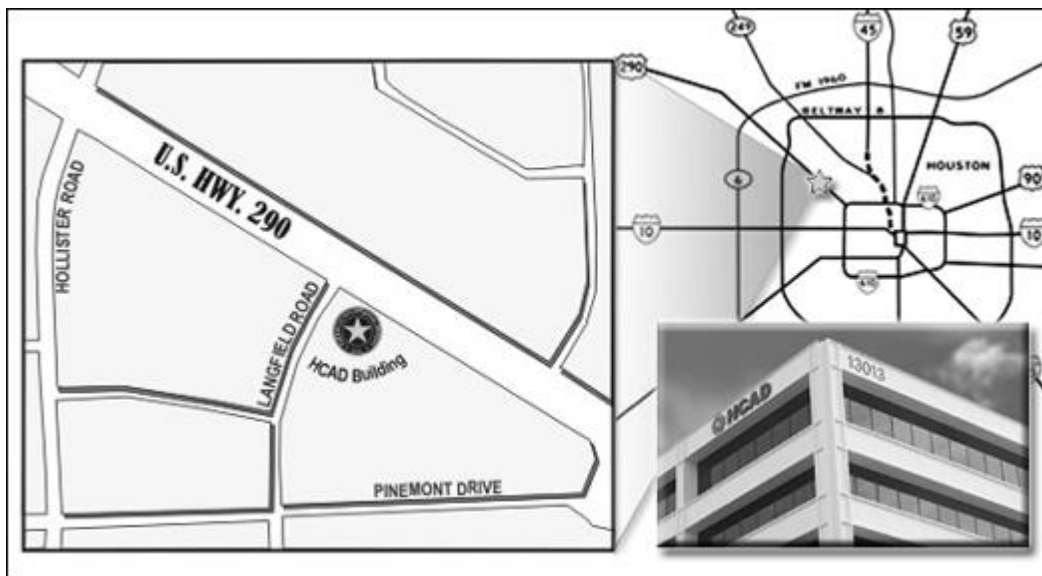 U.S. HWY. 290
HOLLISTER ROAD
LANGFIELD ROAD
HCAD Building
PINEMONT DRIVE
249
45
59
290
FM 1960
BELTWAY 8
HOUSTON
6
90
610
10
10
610
HCAD
13013